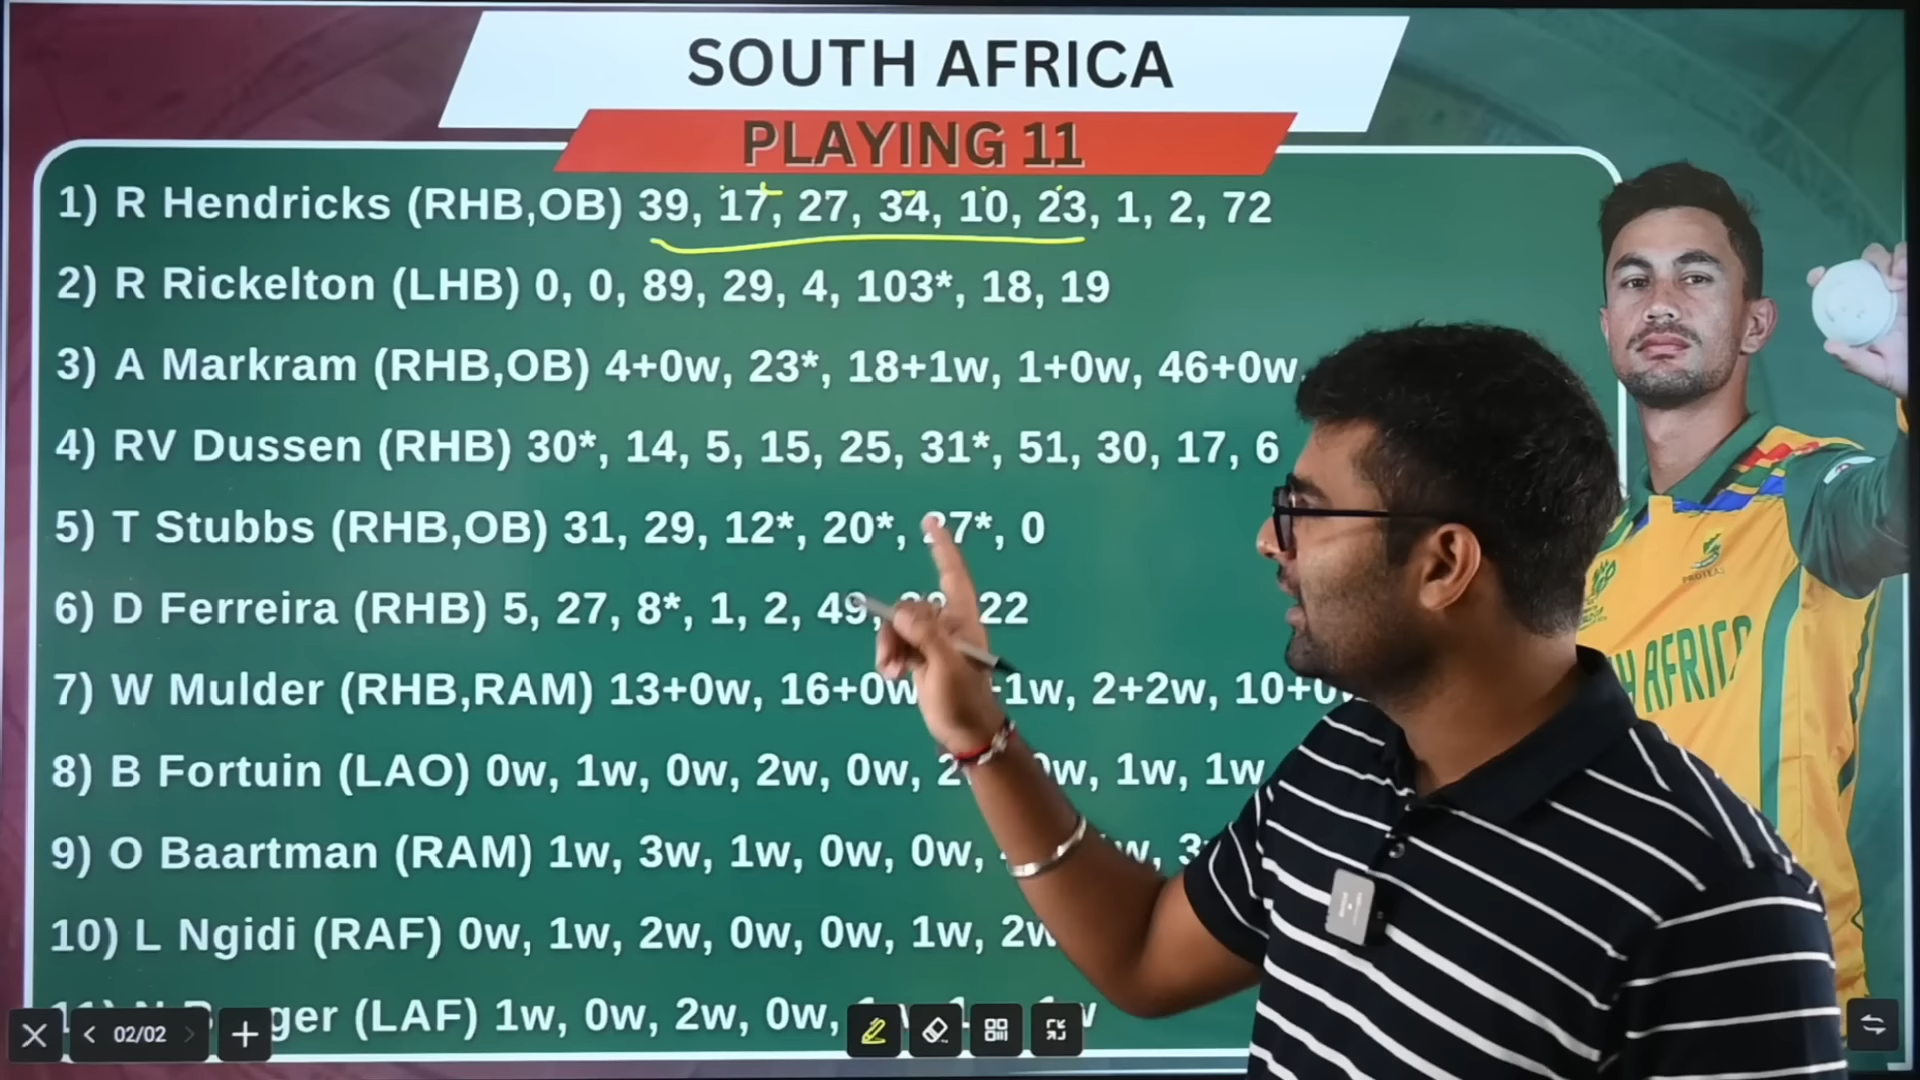 SOUTH AFRICA
PLAYING 11
1) R Hendricks (RHB,OB) 39, 17, 27, 34, 10, 23, 1, 2, 72
2) R Rickelton (LHB) 0, 0, 89, 29, 4, 103*, 18, 19
3) A Markram (RHB,OB) 4+0w, 23*, 18+1w, 1+0w, 46+0w
4) RV Dussen (RHB) 30*, 14, 5, 15, 25, 31*, 51, 30, 17, 6
5) T Stubbs (RHB,OB) 31, 29, 12*, 20*, 27*, 0
6) D Ferreira (RHB) 5, 27, 8*, 1, 2, 49, 22
7) W Mulder (RHB,RAM) 13+0w, 16+0w 1w, 2+2w,
8) B Fortuin (LAO) 0w, 1w, 0w, 2w, 0w, 1w, 1w
9) O Baartman (RAM) 1w, 3w, 1w, 0w, 0w,
10) L Ngidi (RAF) 0w, 1w, 2w, 0w, 0w, 1w, 2w
(LAF) 1w, 0w, 2w, 0w,
02/02
PROTEAS